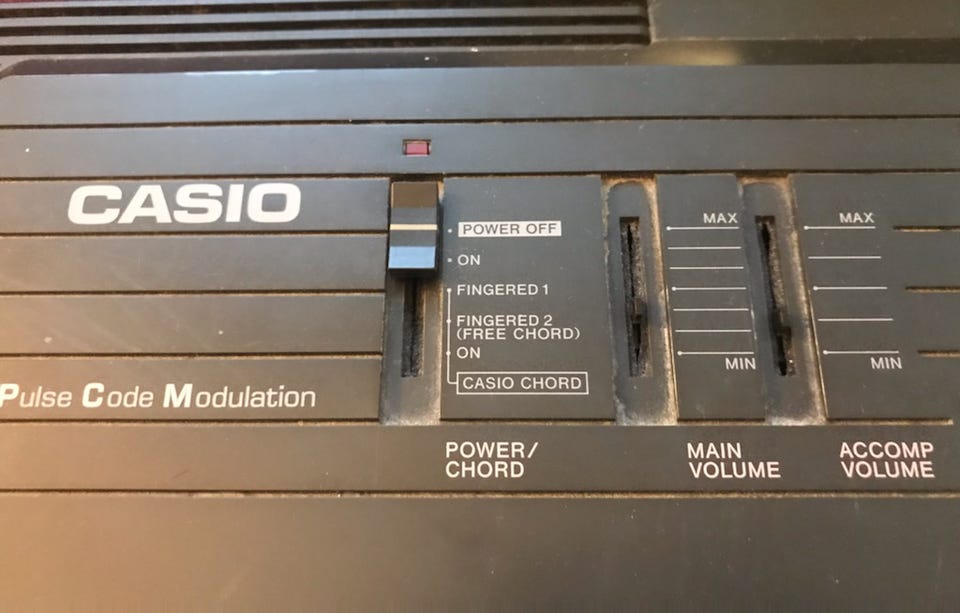 CASIO
Pulse Code Modulation
POWER OFF
ON
FINGERED 1
FINGERED 2
(FREE CHORD)
ON
CASIO CHORD
POWER/
CHORD
MAX
MIN
MAIN
VOLUME
MAX
MIN
ACCOMP
VOLUME